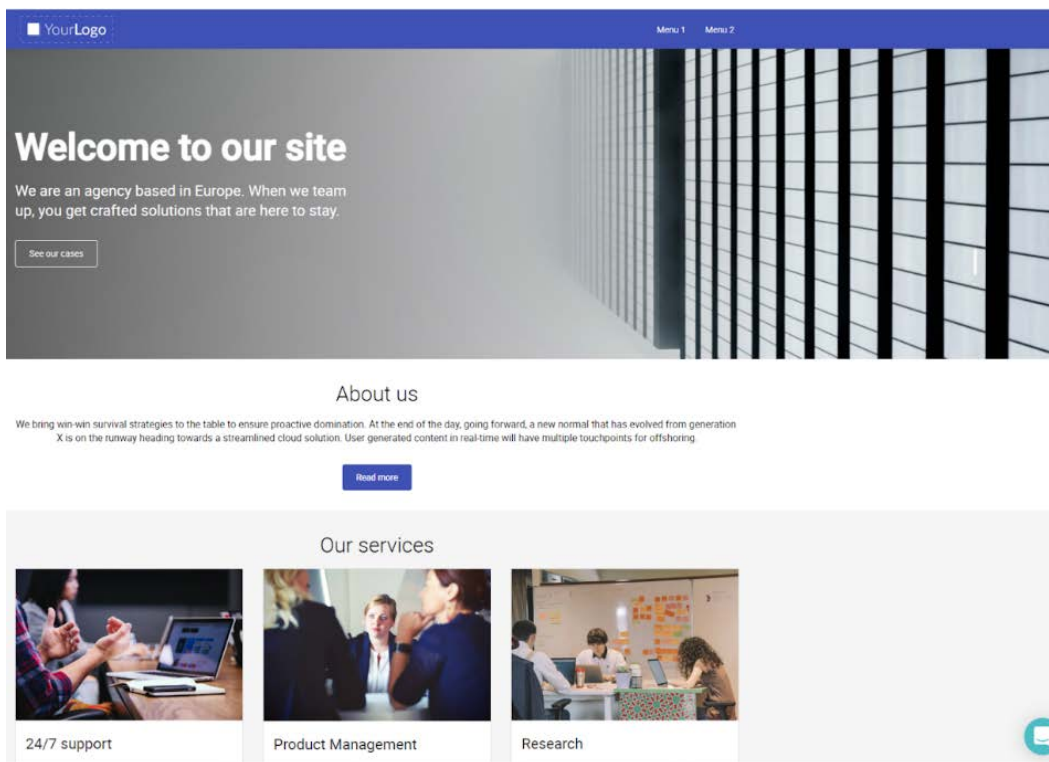 YourLogo
Menu 1 Menu 2
Welcome to our site
We are an agency based in Europe. When we team
up, you get crafted solutions that are here to stay.
See our cases
About us
We bring win-win survival strategies to the table to ensure proactive domination. At the end of the day, going forward, a new normal that has evolved from generation
X is on the runway heading towards a streamlined cloud solution. User generated content in real-time will have multiple touchpoints for offshoring.
Read more
Our services
24/7 support
Product Management
Research